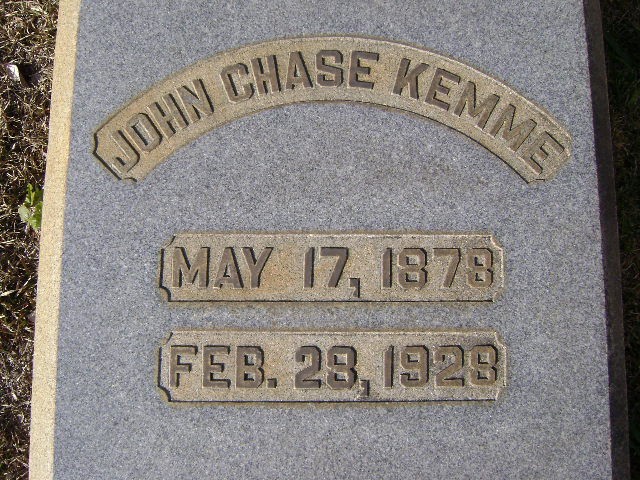 JOHN CHASE KEMME
MAY 17, 1878
FEB. 28, 1928